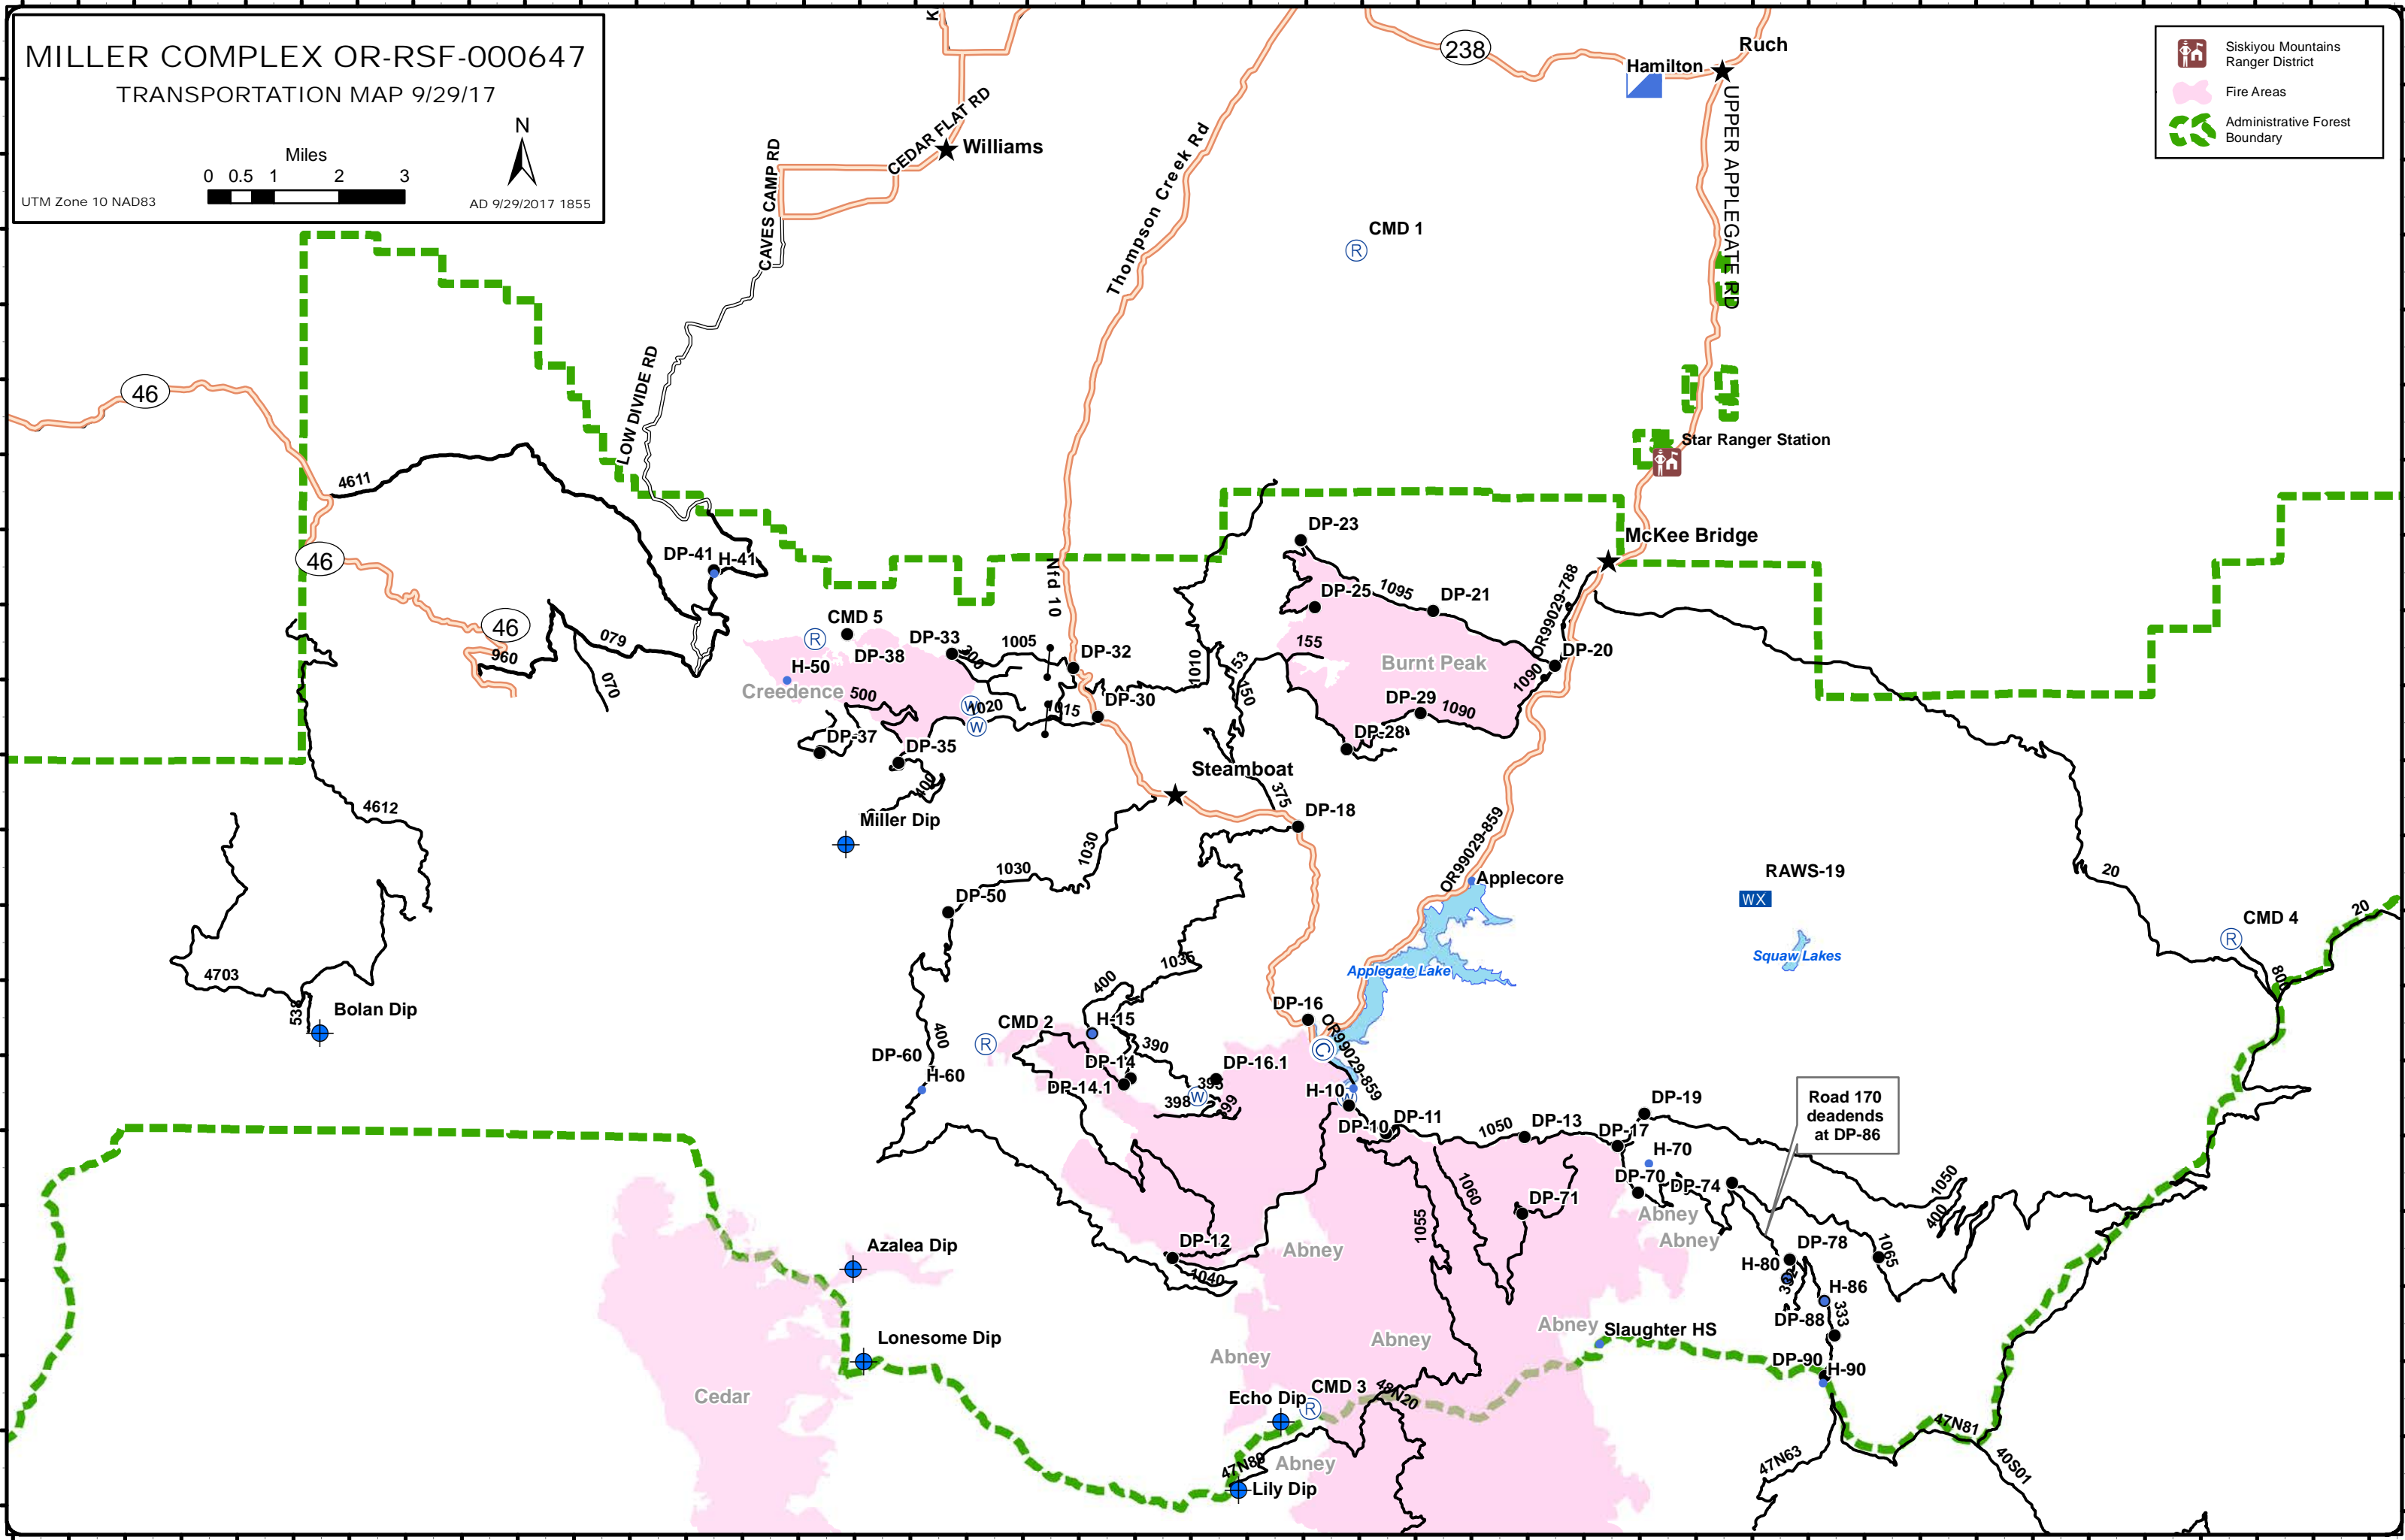 MILLER COMPLEX OR-RSF-000647
TRANSPORTATION MAP 9/29/17
N
Miles
0 0.5 1 2 3
UTM Zone 10 NAD83
AD 9/29/2017 1855
Siskiyou Mountains
Ranger District
Fire Areas
Administrative Forest
Boundary
K
238
Ruch
Hamilton
CEDAR FLAT RD
Williams
CAVES CAMP RD
Thompson Creek Rd
UPPER APPLEGATE RD
CMD 1
R
LOW DIVIDE RD
46
Star Ranger Station
4611
DP-23
McKee Bridge
46
DP-41
H-41
Nfd 10
1095
DP-25
DP-21
OR99029-788
46
079
960
070
CMD 5
R
DP-33
1005
DP-32
DP-38
200
H-50
Creedence
500
1010
153
150
155
Burnt Peak
DP-20
1090
W
1020
W
1015
DP-30
DP-29
1090
DP-28
DP-37
DP-35
400
Steamboat
375
4612
Miller Dip
DP-18
OR99029-859
1030
1030
Applecore
RAWS-19
WX
20
DP-50
CMD 4
R
20
Squaw Lakes
Applegate Lake
800
4703
538
Bolan Dip
1035
400
DP-16
OR99029-859
C
400
CMD 2
R
H-15
390
DP-60
DP-14
DP-16.1
H-60
DP-14.1
395
W
398
99
H-10
W
DP-10
DP-11
1050
DP-13
DP-19
DP-17
Road 170
deadends
at DP-86
H-70
DP-70
DP-74
1060
1055
DP-71
Abney
Abney
1050
400
DP-12
1040
Abney
Azalea Dip
DP-78
H-80
1065
H-86
333
DP-88
Lonesome Dip
Abney
Abney
Abney
Slaughter HS
DP-90
H-90
Cedar
Echo Dip
CMD 3
R
48N20
47N81
47N80
Abney
Lily Dip
47N63
40S01